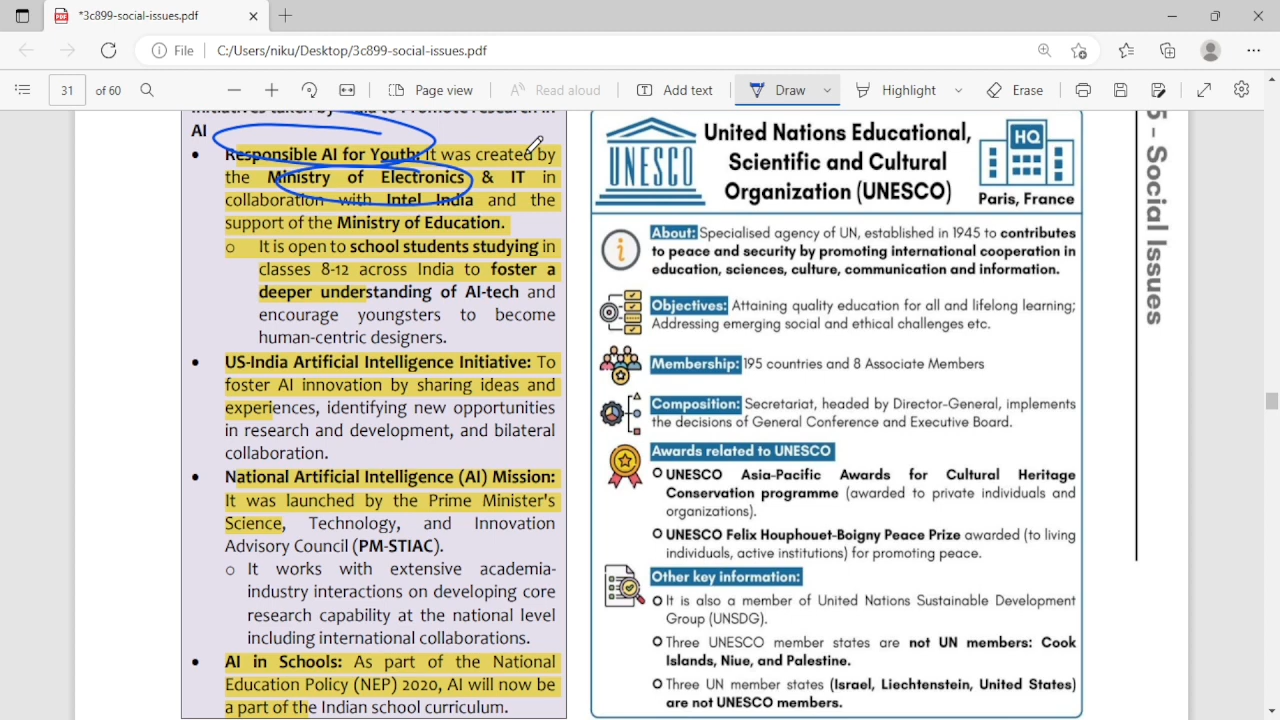 *3c899-social-issues.pdf
File
C:/Users/niku/Desktop/3c899-social-issues.pdf
31
of 60
Page view
Read aloud
Add text
Draw
Highlight
Erase
Initiatives taken by India to Promote research in
AI
• Responsible AI for Youth: It was created by
the Ministry of Electronics & IT in
collaboration with Intel India and the
support of the Ministry of Education.
o It is open to school students studying in
classes 8-12 across India to foster a
deeper understanding of AI-tech and
encourage youngsters to become
human-centric designers.
• US-India Artificial Intelligence Initiative: To
foster AI innovation by sharing ideas and
experiences, identifying new opportunities
in research and development, and bilateral
collaboration.
• National Artificial Intelligence (AI) Mission:
It was launched by the Prime Minister's
Science, Technology, and Innovation
Advisory Council (PM-STIAC).
o It works with extensive academia-
industry interactions on developing core
research capability at the national level
including international collaborations.
• AI in Schools: As part of the National
Education Policy (NEP) 2020, AI will now be
a part of the Indian school curriculum.
UNESCO
United Nations Educational,
Scientific and Cultural
Organization (UNESCO)
HQ
Paris, France
About: Specialised agency of UN, established in 1945 to contributes
to peace and security by promoting international cooperation in
education, sciences, culture, communication and information.
Objectives: Attaining quality education for all and lifelong learning;
Addressing emerging social and ethical challenges etc.
Membership: 195 countries and 8 Associate Members
Composition: Secretariat, headed by Director-General, implements
the decisions of General Conference and Executive Board.
Awards related to UNESCO
UNESCO Asia-Pacific Awards for Cultural Heritage
Conservation programme (awarded to private individuals and
organizations).
UNESCO Felix Houphouet-Boigny Peace Prize awarded (to living
individuals, active institutions) for promoting peace.
Other key information:
It is also a member of United Nations Sustainable Development
Group (UNSDG).
Three UNESCO member states are not UN members: Cook
Islands, Niue, and Palestine.
Three UN member states (Israel, Liechtenstein, United States)
are not UNESCO members.
5 - Social Issues